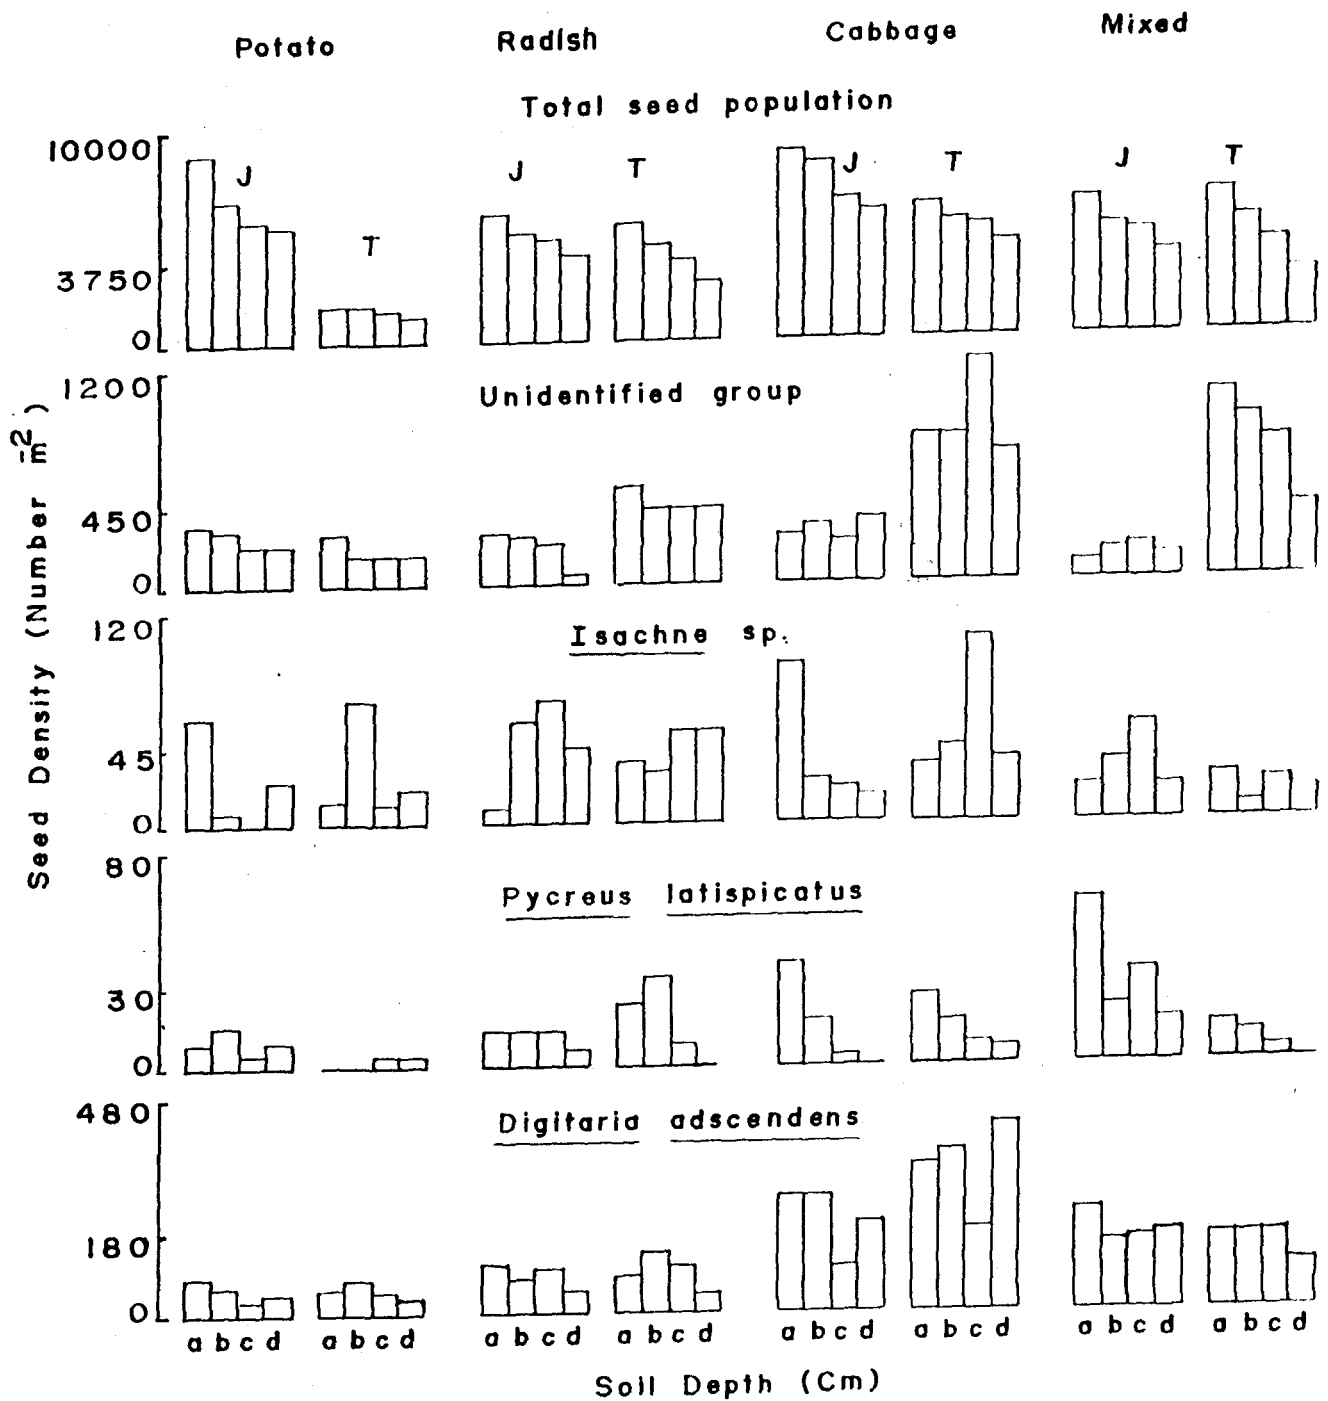 Potato Radish Cabbage Mixed
Total seed population
10000
3750
0
J T J T J T J T
Unidentified group
1200
450
0
Isachne sp.
120
45
0
Pycreus latispicatus
80
30
0
Digitaria adscendens
480
180
0
a b c d a b c d a b c d a b c d a b c d a b c d a b c d a b c d
Soil Depth (Cm)
Seed Density (Number m̄²)